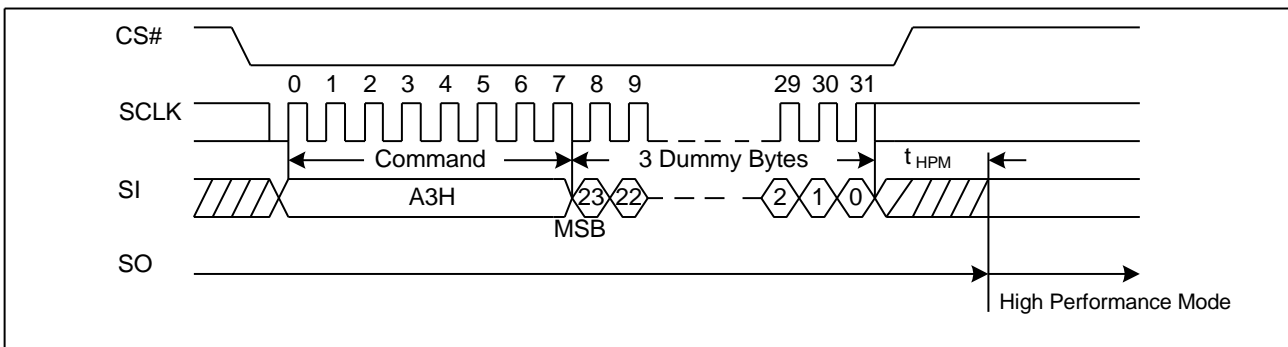 CS#
0 1 2 3 4 5 6 7 8 9 29 30 31
SCLK
Command 3 Dummy Bytes tHPM
SI A3H 23 22 2 1 0
MSB
SO
High Performance Mode